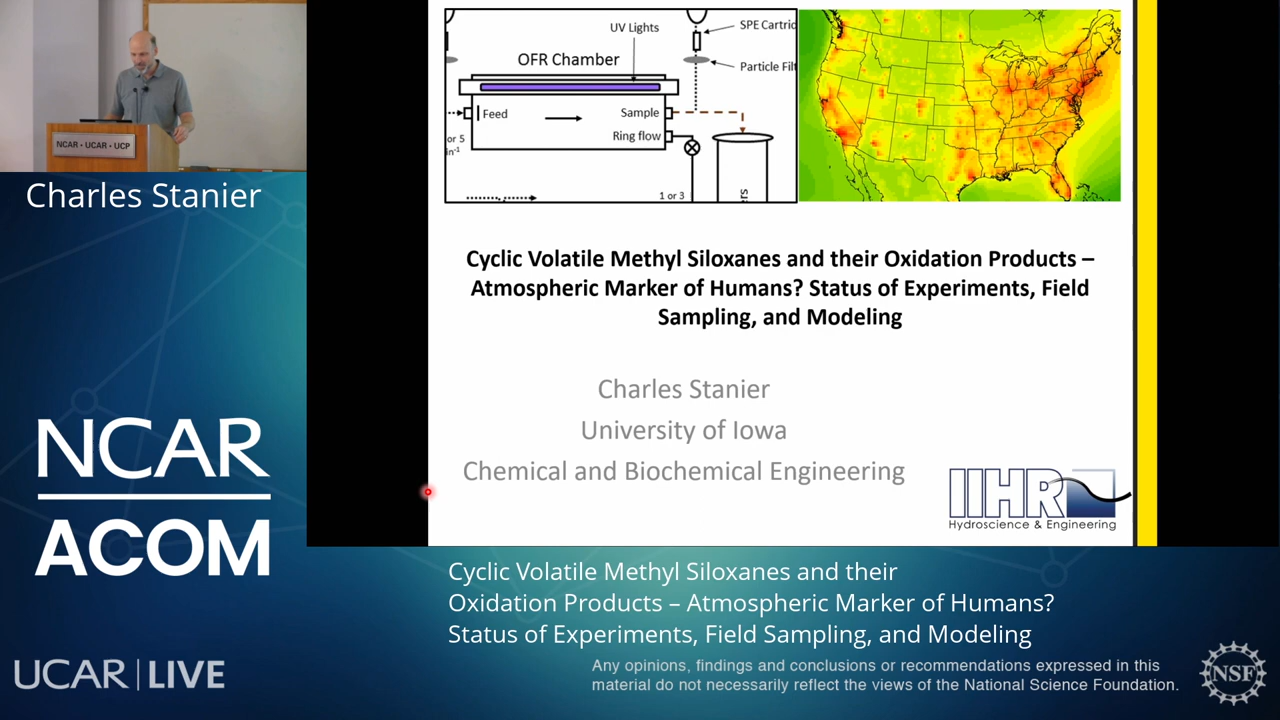 UV Lights
SPE Cartric
OFR Chamber
Particle Filt
Feed
Sample
or 5
Ring flow
in-1
1 or 3
NCAR • UCAR • UCP
Charles Stanier
Cyclic Volatile Methyl Siloxanes and their Oxidation Products –
Atmospheric Marker of Humans? Status of Experiments, Field
Sampling, and Modeling
Charles Stanier
University of Iowa
Chemical and Biochemical Engineering
IIHR
Hydroscience & Engineering
NCAR
ACOM
Cyclic Volatile Methyl Siloxanes and their
Oxidation Products – Atmospheric Marker of Humans?
Status of Experiments, Field Sampling, and Modeling
UCAR | LIVE
Any opinions, findings and conclusions or recommendations expressed in this
material do not necessarily reflect the views of the National Science Foundation.
NSF